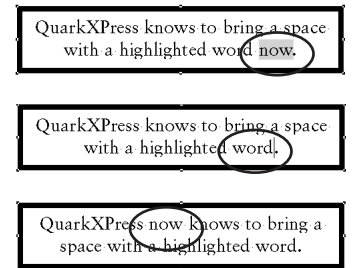 QuarkXPress knows to bring a space
with a highlighted word now.
QuarkXPress knows to bring a space
with a highlighted word.
QuarkXPress now knows to bring a
space with a highlighted word.